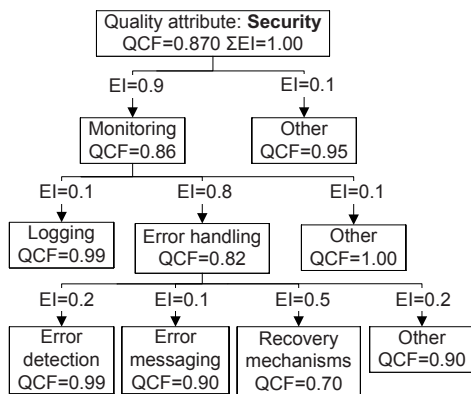 Quality attribute: Security
QCF=0.870 ΣEI=1.00
EI=0.9
EI=0.1
Monitoring
QCF=0.86
Other
QCF=0.95
EI=0.1
EI=0.8
EI=0.1
Logging
QCF=0.99
Error handling
QCF=0.82
Other
QCF=1.00
EI=0.2
EI=0.1
EI=0.5
EI=0.2
Error
detection
QCF=0.99
Error
messaging
QCF=0.90
Recovery
mechanisms
QCF=0.70
Other
QCF=0.90